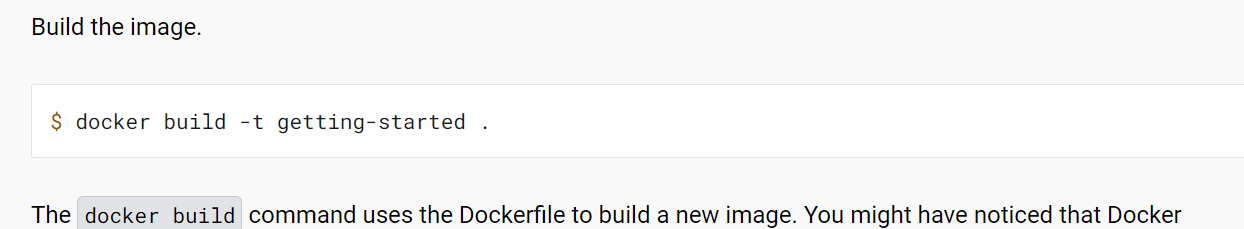 Build the image.
$ docker build -t getting-started .
The docker build command uses the Dockerfile to build a new image. You might have noticed that Docker